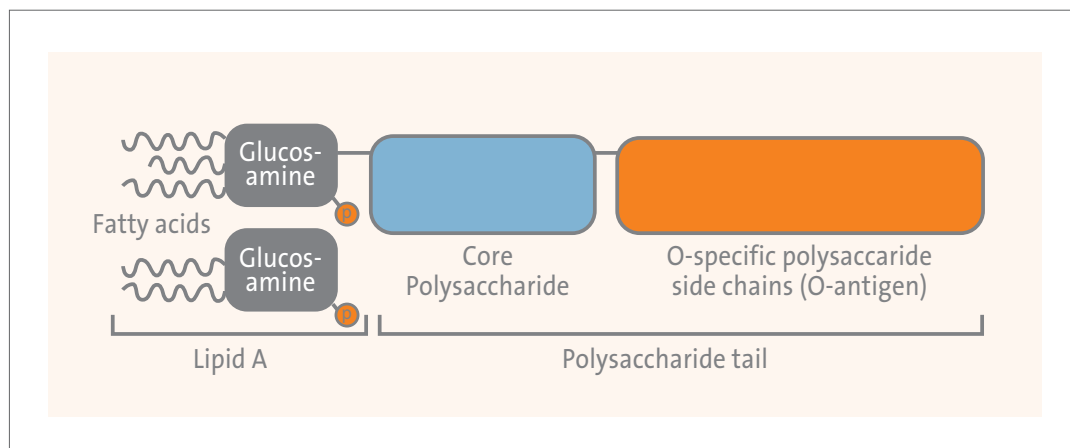 Glucos-
amine
P
Fatty acids
Glucos-
amine
P
Core
Polysaccharide
O-specific polysaccaride
side chains (O-antigen)
Lipid A
Polysaccharide tail